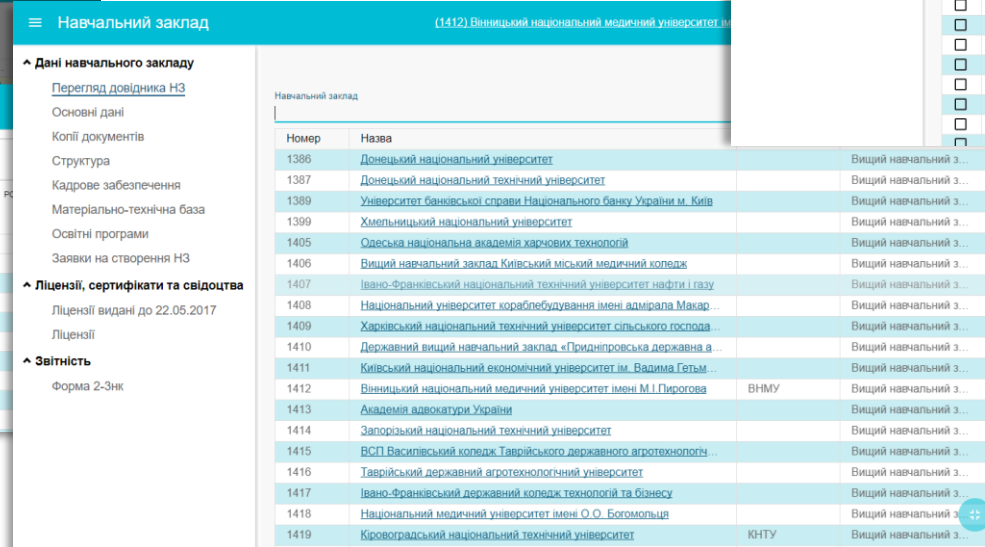 Навчальний заклад
(1412) Вінницький національний медичний університет ім
Дані навчального закладу
Перегляд довідника НЗ
Основні дані
Копії документів
Структура
Кадрове забезпечення
Матеріально-технічна база
Освітні програми
Заявки на створення НЗ
Ліцензії, сертифікати та свідоцтва
Ліцензії видані до 22.05.2017
Ліцензії
Звітність
Форма 2-3нк
Навчальний заклад
Номер Назва
1386 Донецький національний університет Вищий навчальний з...
1387 Донецький національний технічний університет Вищий навчальний з...
1389 Університет банківської справи Національного банку України м. Київ Вищий навчальний з...
1399 Хмельницький національний університет Вищий навчальний з...
1405 Одеська національна академія харчових технологій Вищий навчальний з...
1406 Вищий навчальний заклад Київський міський медичний коледж Вищий навчальний з...
1407 Івано-Франківський національний технічний університет нафти і газу Вищий навчальний з...
1408 Національний університет кораблебудування імені адмірала Макар... Вищий навчальний з...
1409 Харківський національний технічний університет сільського господа... Вищий навчальний з...
1410 Державний вищий навчальний заклад «Придніпровська державна а... Вищий навчальний з...
1411 Київський національний економічний університет ім. Вадима Гетьм... Вищий навчальний з...
1412 Вінницький національний медичний університет імені М.І.Пирогова ВНМУ Вищий навчальний з...
1413 Академія адвокатури України Вищий навчальний з...
1414 Запорізький національний технічний університет Вищий навчальний з...
1415 ВСП Василівський коледж Таврійського державного агротехнологіч... Вищий навчальний з...
1416 Таврійський державний агротехнологічний університет Вищий навчальний з...
1417 Івано-Франківський державний коледж технологій та бізнесу Вищий навчальний з...
1418 Національний медичний університет імені О.О. Богомольця Вищий навчальний з...
1419 Кіровоградський національний технічний університет КНТУ Вищий навчальний з...